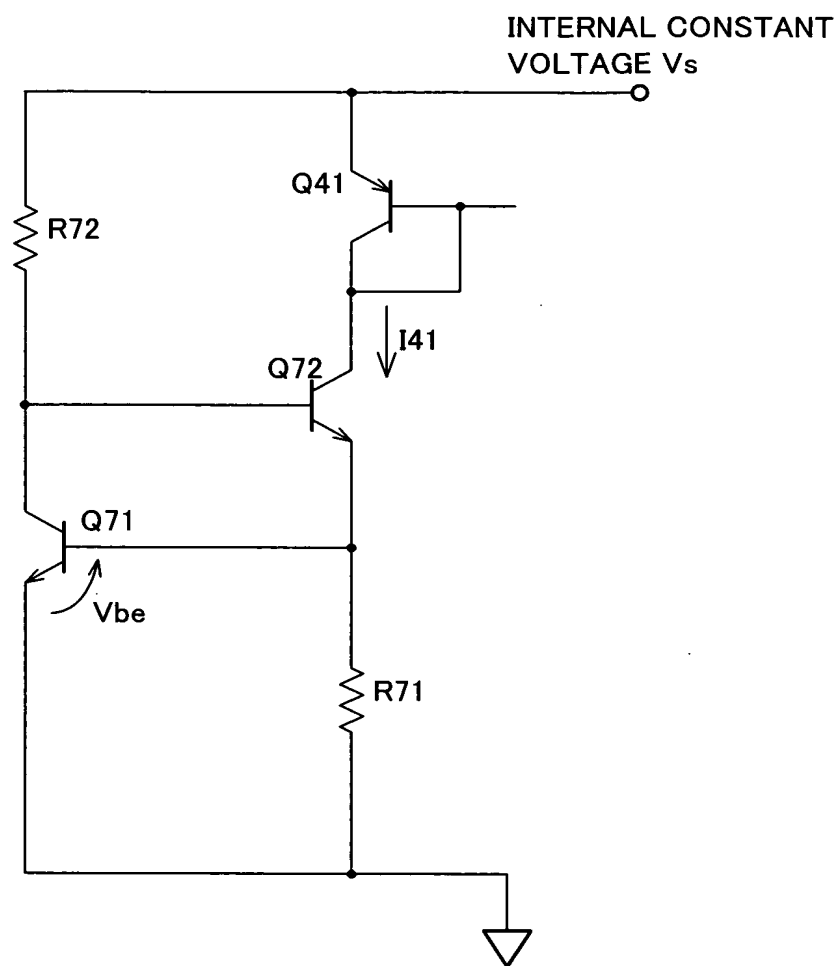 INTERNAL CONSTANT
VOLTAGE Vs
Q41
R72
I41
Q72
Q71
Vbe
R71